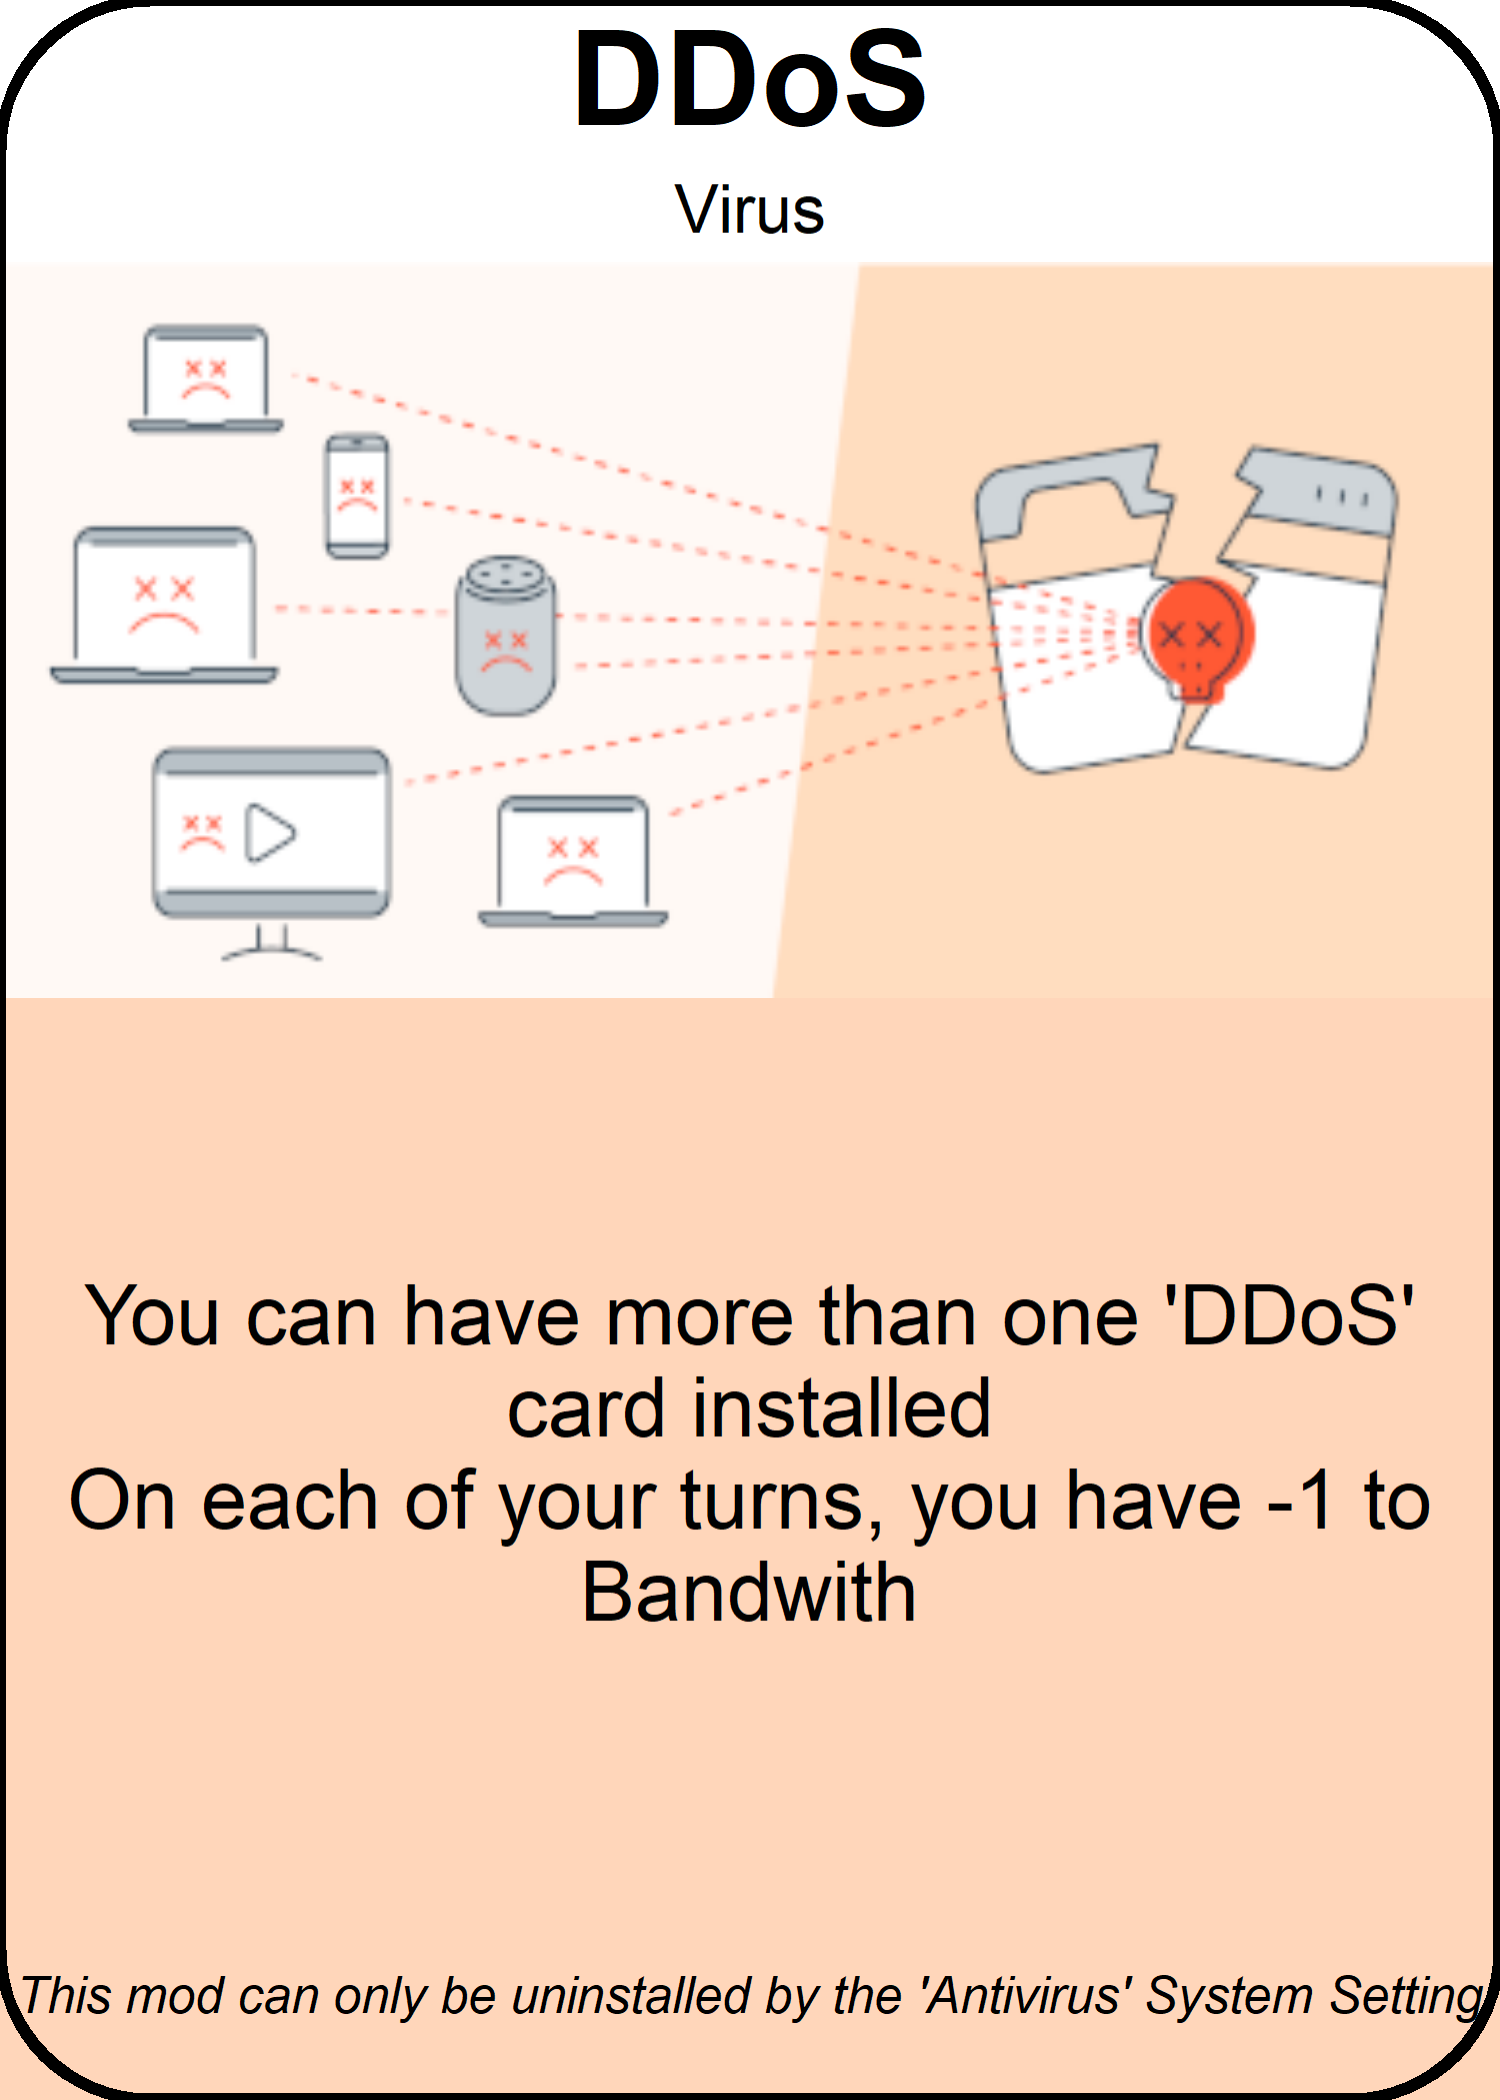 DDoS
Virus
You can have more than one 'DDoS'
card installed
On each of your turns, you have -1 to
Bandwith
This mod can only be uninstalled by the 'Antivirus' System Setting